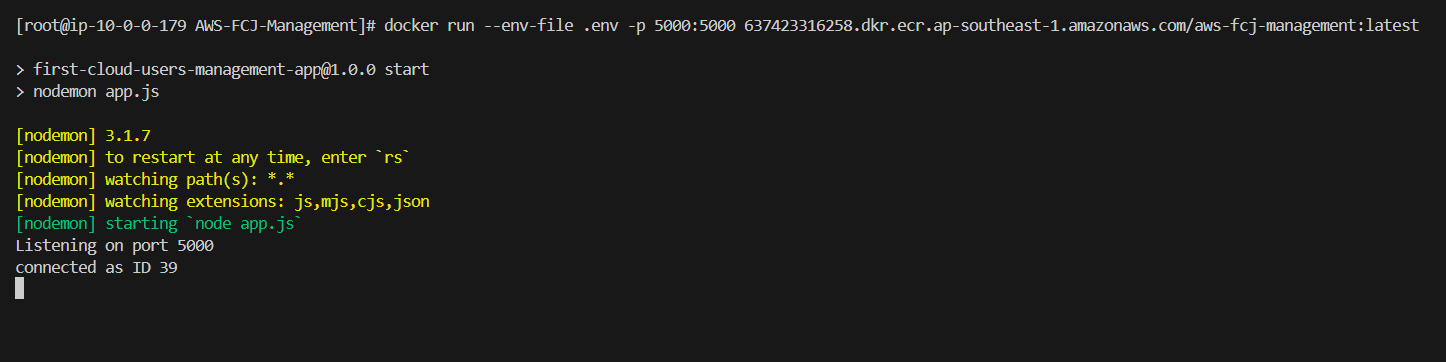 [root@ip-10-0-0-179 AWS-FCJ-Management]# docker run --env-file .env -p 5000:5000 637423316258.dkr.ecr.ap-southeast-1.amazonaws.com/aws-fcj-management:latest
> first-cloud-users-management-app@1.0.0 start
> nodemon app.js
[nodemon] 3.1.7
[nodemon] to restart at any time, enter `rs`
[nodemon] watching path(s): *.*
[nodemon] watching extensions: js,mjs,cjs,json
[nodemon] starting `node app.js`
Listening on port 5000
connected as ID 39